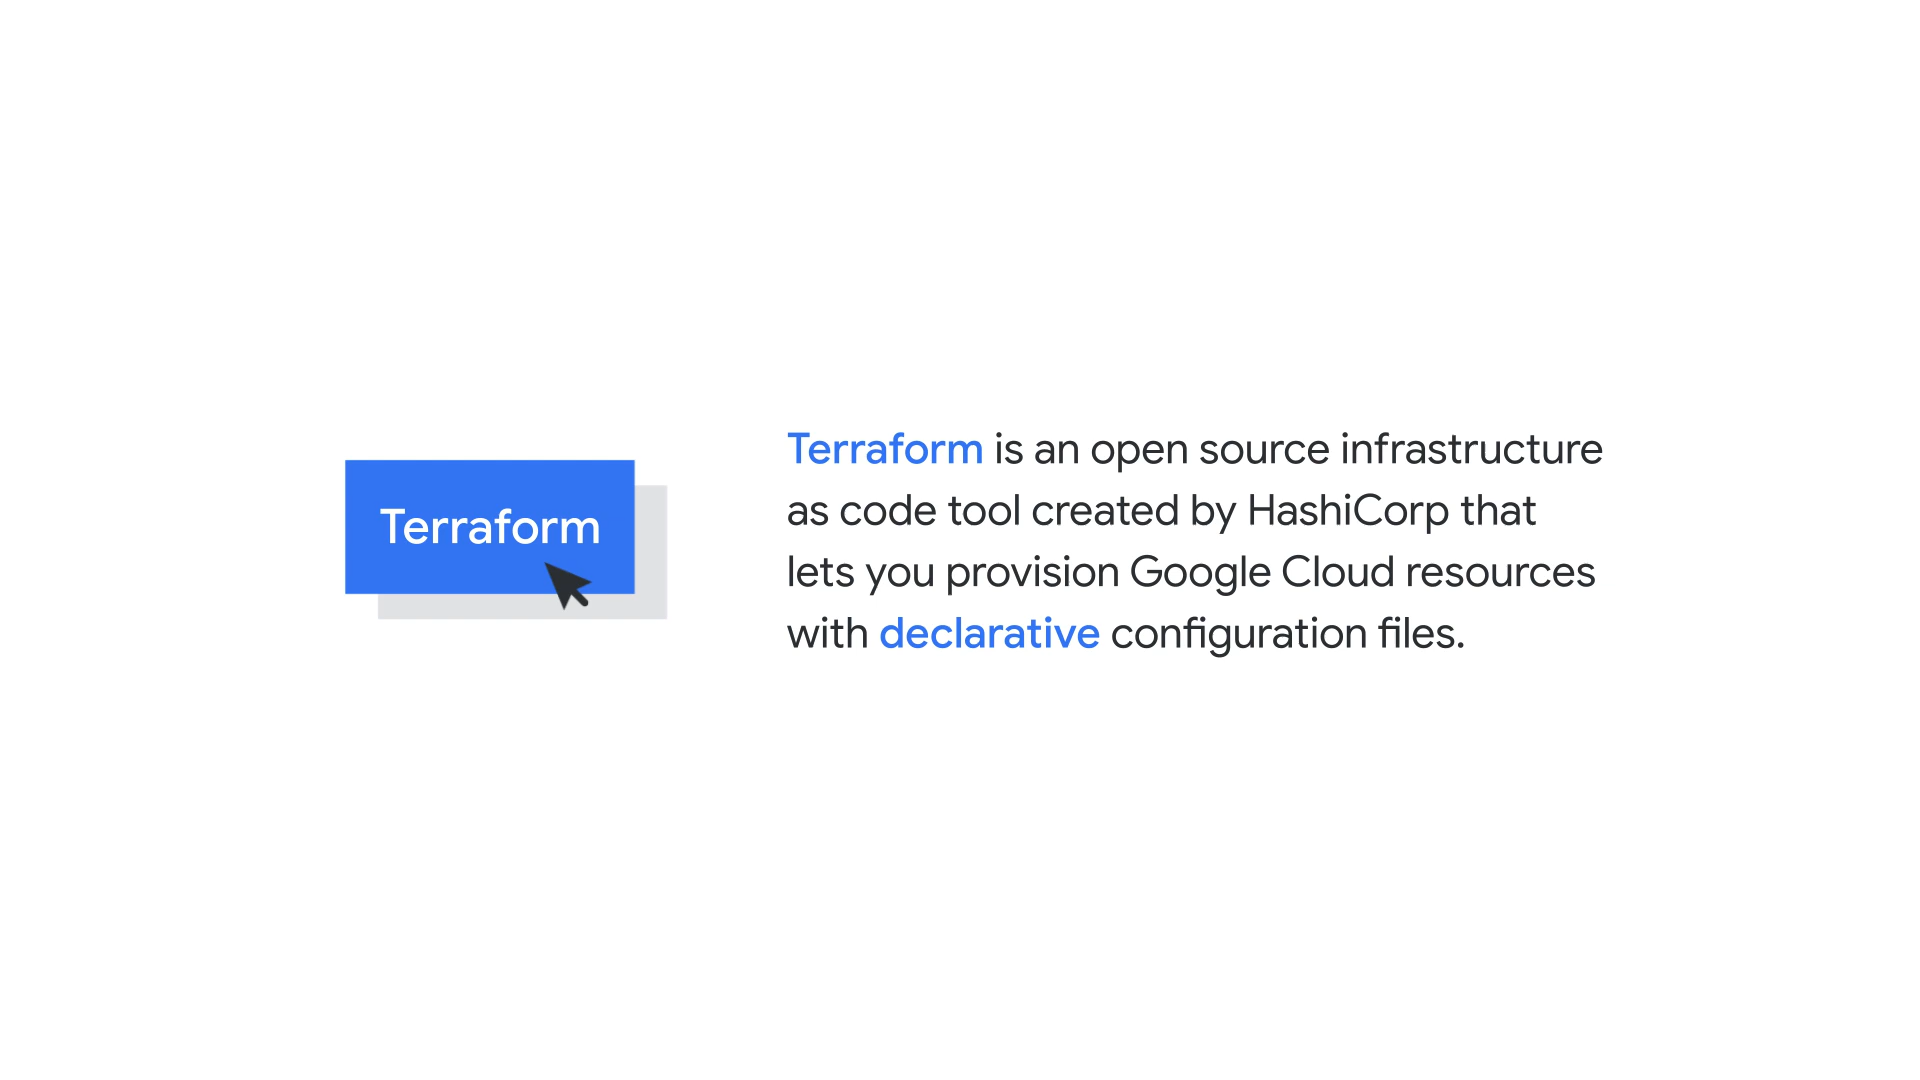 Terraform
Terraform is an open source infrastructure
as code tool created by HashiCorp that
lets you provision Google Cloud resources
with declarative configuration files.